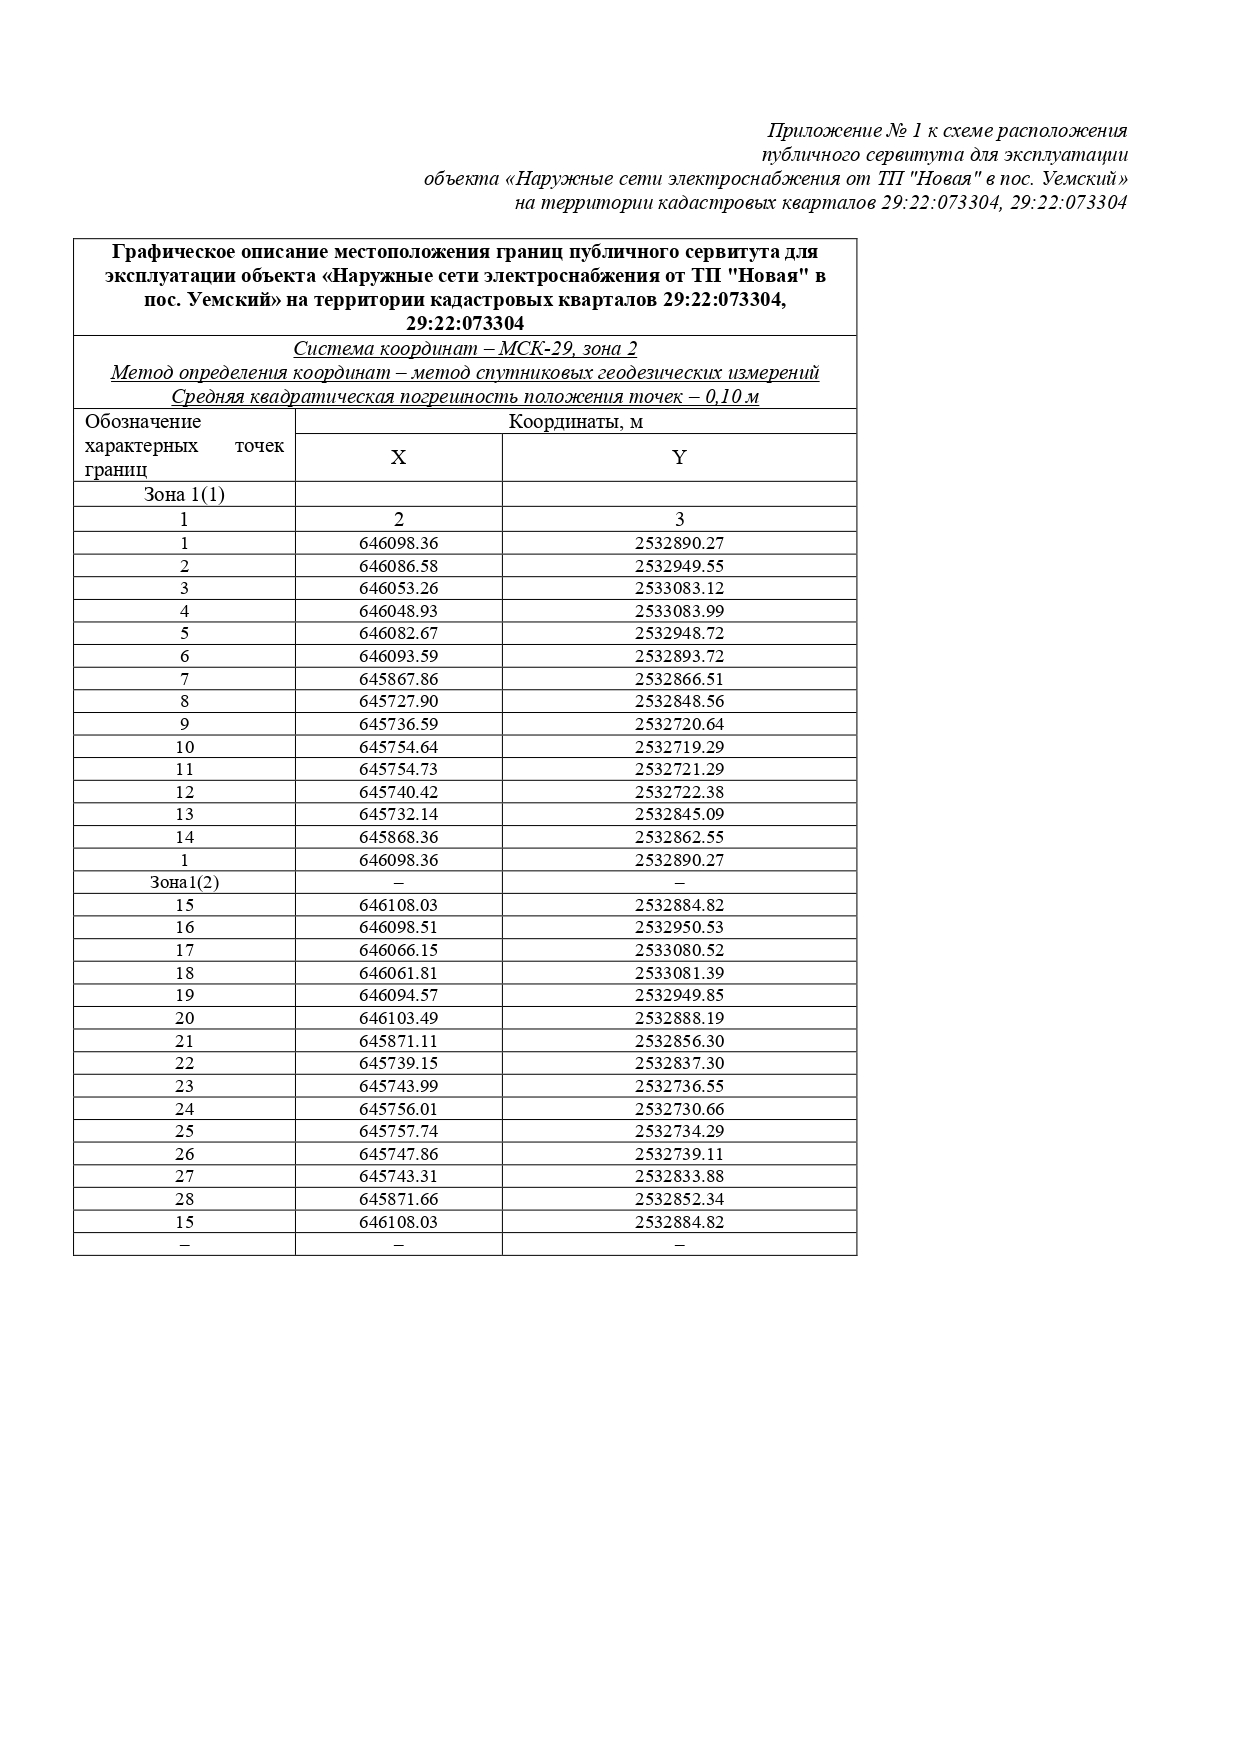 Приложение № 1 к схеме расположения
публичного сервитута для эксплуатации
объекта «Наружные сети электроснабжения от ТП "Новая" в пос. Уемский»
на территории кадастровых кварталов 29:22:073304, 29:22:073304
Графическое описание местоположения границ публичного сервитута для
эксплуатации объекта «Наружные сети электроснабжения от ТП "Новая" в
пос. Уемский» на территории кадастровых кварталов 29:22:073304,
29:22:073304
Система координат – МСК-29, зона 2
Метод определения координат – метод спутниковых геодезических измерений
Средняя квадратическая погрешность положения точек – 0,10 м
Обозначение
характерных точек
границ
Координаты, м
X Y
Зона 1(1)
1 2 3
1 646098.36 2532890.27
2 646086.58 2532949.55
3 646053.26 2533083.12
4 646048.93 2533083.99
5 646082.67 2532948.72
6 646093.59 2532893.72
7 645867.86 2532866.51
8 645727.90 2532848.56
9 645736.59 2532720.64
10 645754.64 2532719.29
11 645754.73 2532721.29
12 645740.42 2532722.38
13 645732.14 2532845.09
14 645868.36 2532862.55
1 646098.36 2532890.27
Зона1(2) – –
15 646108.03 2532884.82
16 646098.51 2532950.53
17 646066.15 2533080.52
18 646061.81 2533081.39
19 646094.57 2532949.85
20 646103.49 2532888.19
21 645871.11 2532856.30
22 645739.15 2532837.30
23 645743.99 2532736.55
24 645756.01 2532730.66
25 645757.74 2532734.29
26 645747.86 2532739.11
27 645743.31 2532833.88
28 645871.66 2532852.34
15 646108.03 2532884.82
– – –